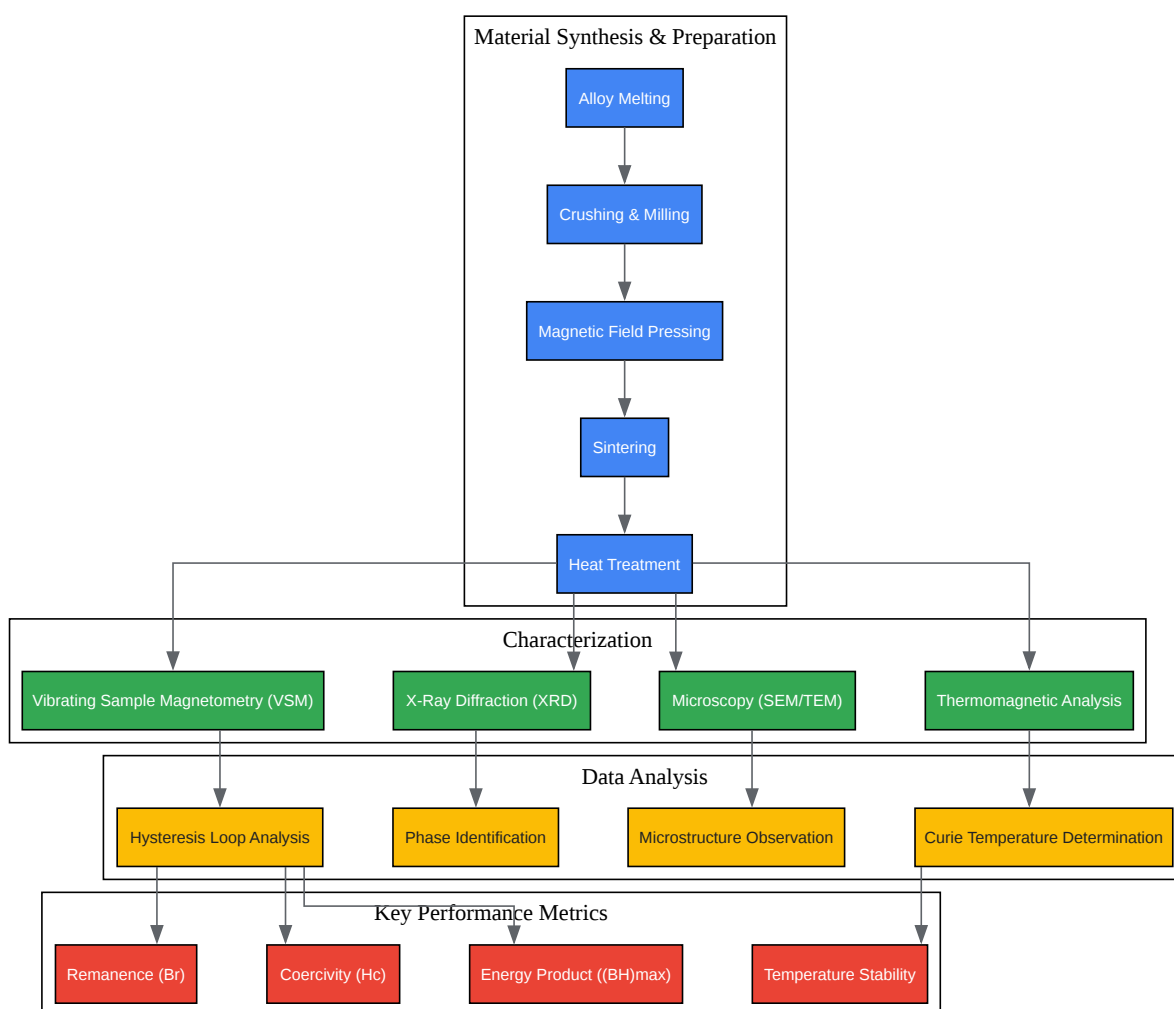 Material Synthesis & Preparation
Alloy Melting
Crushing & Milling
Magnetic Field Pressing
Sintering
Heat Treatment
Characterization
Vibrating Sample Magnetometry (VSM)
X-Ray Diffraction (XRD)
Microscopy (SEM/TEM)
Thermomagnetic Analysis
Data Analysis
Hysteresis Loop Analysis
Phase Identification
Microstructure Observation
Curie Temperature Determination
Key Performance Metrics
Remanence (Br)
Coercivity (Hc)
Energy Product ((BH)max)
Temperature Stability